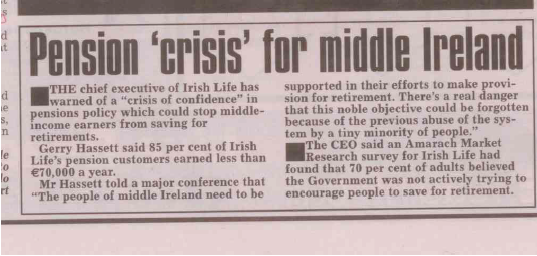 Pension 'crisis' for middle Ireland
THE chief executive of Irish Life has
warned of a "crisis of confidence" in
pensions policy which could stop middle-
income earners from saving for
retirements.
Gerry Hassett said 85 per cent of Irish
Life's pension customers earned less than
€70,000 a year.
Mr Hassett told a major conference that
"The people of middle Ireland need to be
supported in their efforts to make provi-
sion for retirement. There's a real danger
that this noble objective could be forgotten
because of the previous abuse of the sys-
tem by a tiny minority of people."
The CEO said an Amarach Market
Research survey for Irish Life had
found that 70 per cent of adults believed
the Government was not actively trying to
encourage people to save for retirement.